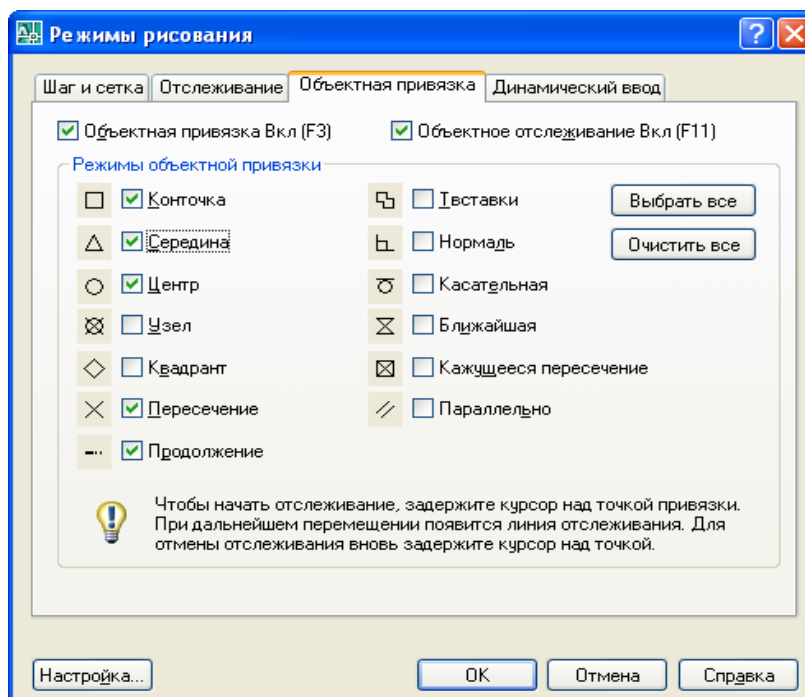 Режимы рисования
Шаг и сетка Отслеживание Объектная привязка Динамический ввод
Объектная привязка Вкл (F3) Объектное отслеживание Вкл (F11)
Режимы объектной привязки
Конточка Твставки Выбрать все
Середина Нормаль Очистить все
Центр Касательная
Узел Ближайшая
Квадрант Кажущееся пересечение
Пересечение Параллельно
Продолжение
Чтобы начать отслеживание, задержите курсор над точкой привязки.
При дальнейшем перемещении появится линия отслеживания. Для
отмены отслеживания вновь задержите курсор над точкой.
Настройка... OK Отмена Справка